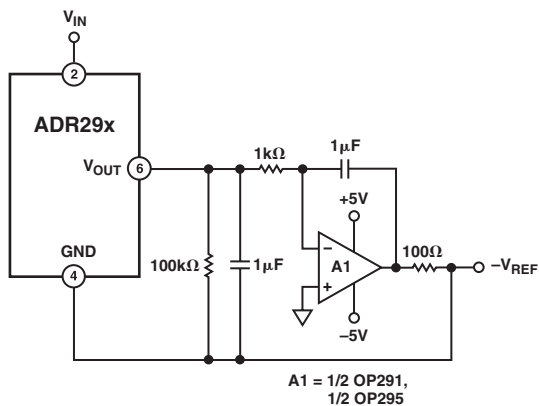 VIN
2
ADR29x
VOUT
6
GND
4
1kΩ
1µF
+5V
100kΩ
1µF
−
A1
+
100Ω
−VREF
−5V
A1 = 1/2 OP291,
1/2 OP295